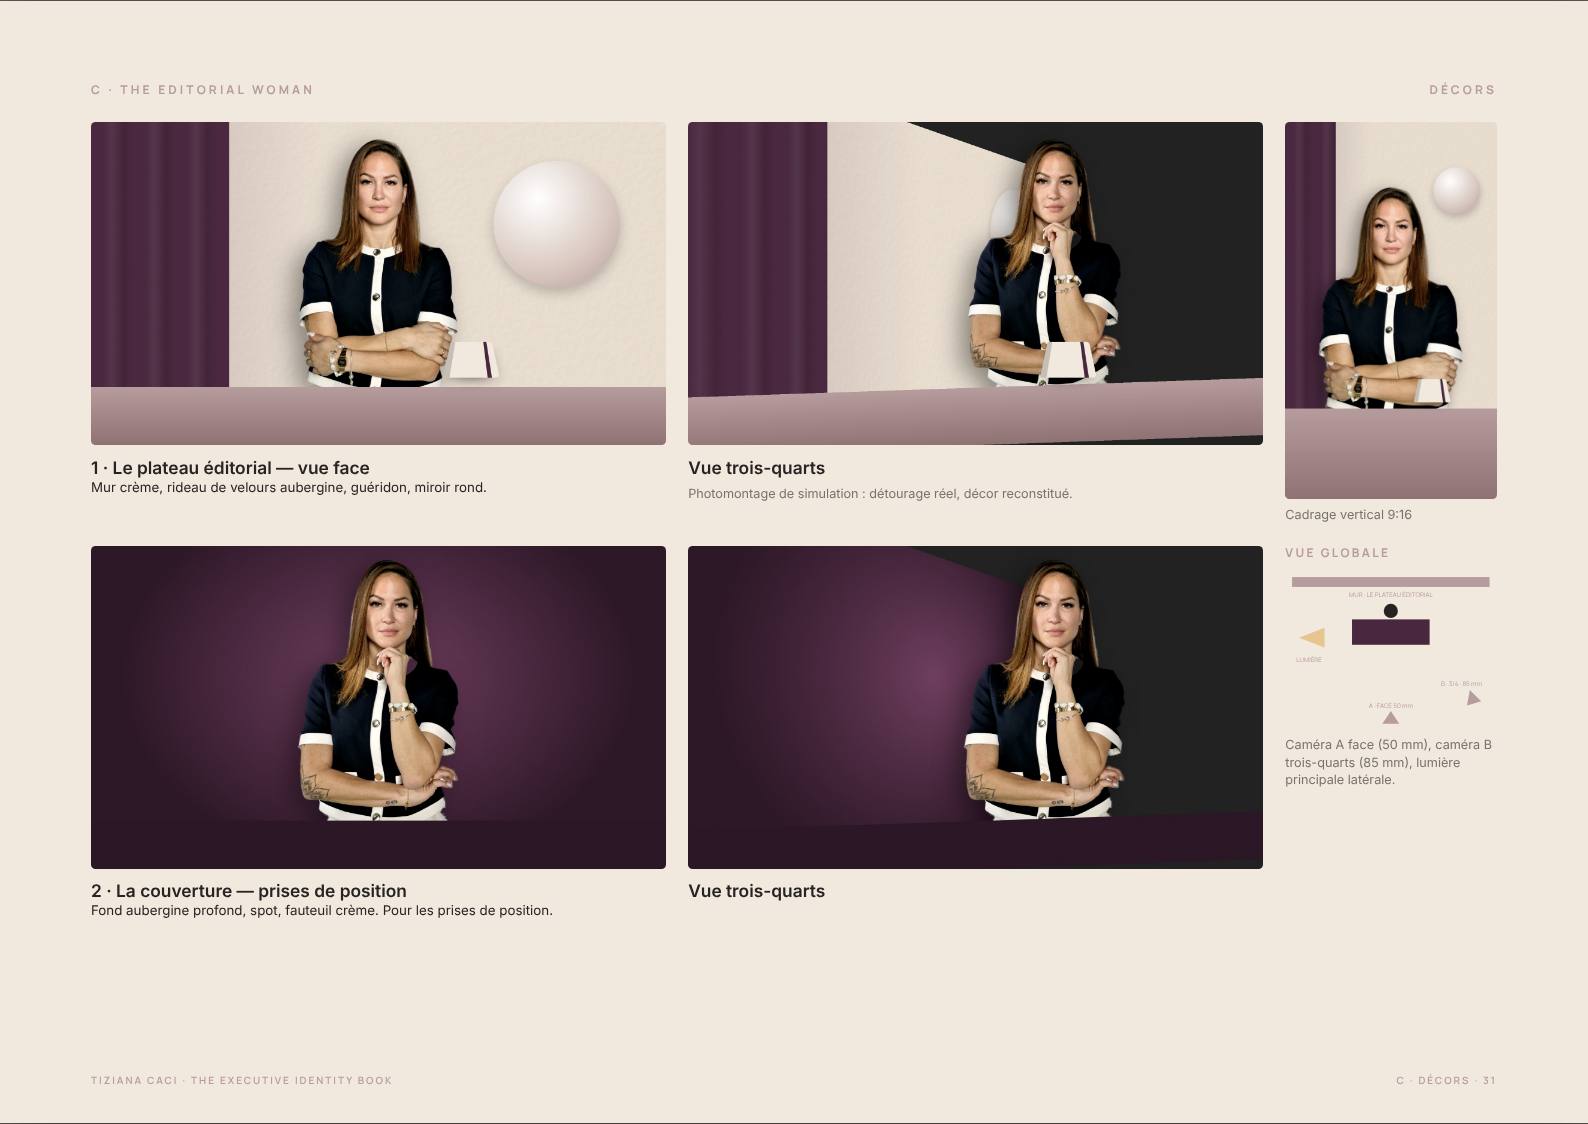 C · THE EDITORIAL WOMAN
DÉCORS
1 · Le plateau éditorial — vue face
Mur crème, rideau de velours aubergine, guéridon, miroir rond.
Vue trois-quarts
Photomontage de simulation : détourage réel, décor reconstitué.
Cadrage vertical 9:16
VUE GLOBALE
MUR · LE PLATEAU ÉDITORIAL
LUMIÈRE
B · 3/4 · 85 mm
A · FACE 50 mm
Caméra A face (50 mm), caméra B
trois-quarts (85 mm), lumière
principale latérale.
2 · La couverture — prises de position
Fond aubergine profond, spot, fauteuil crème. Pour les prises de position.
Vue trois-quarts
TIZIANA CACI · THE EXECUTIVE IDENTITY BOOK
C · DÉCORS · 31